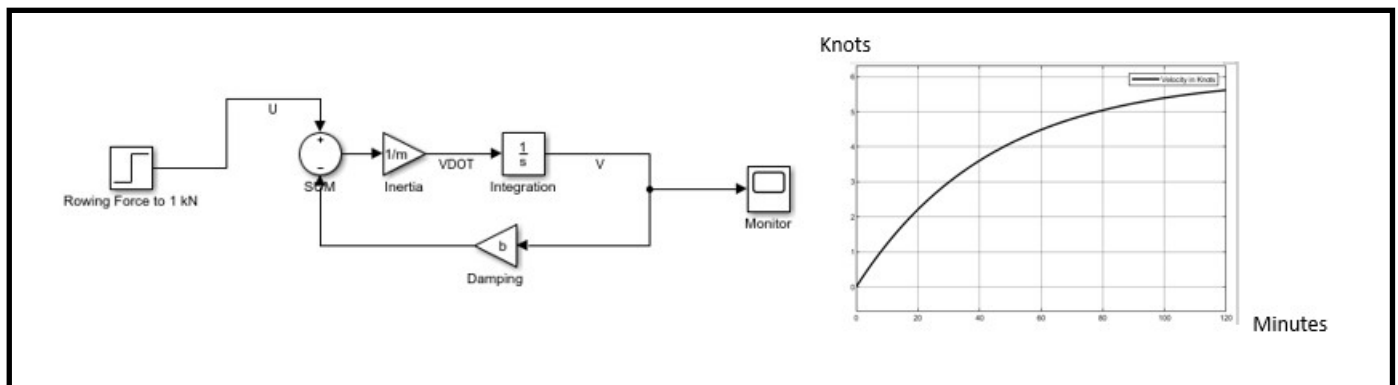 Knots
U
Rowing Force to 1 kN
+
−
SUM
1/m
Inertia
VDOT
1
s
Integration
V
Monitor
b
Damping
Velocity in Knots
6
5
4
3
2
1
0
0 20 40 60 80 100 120
Minutes